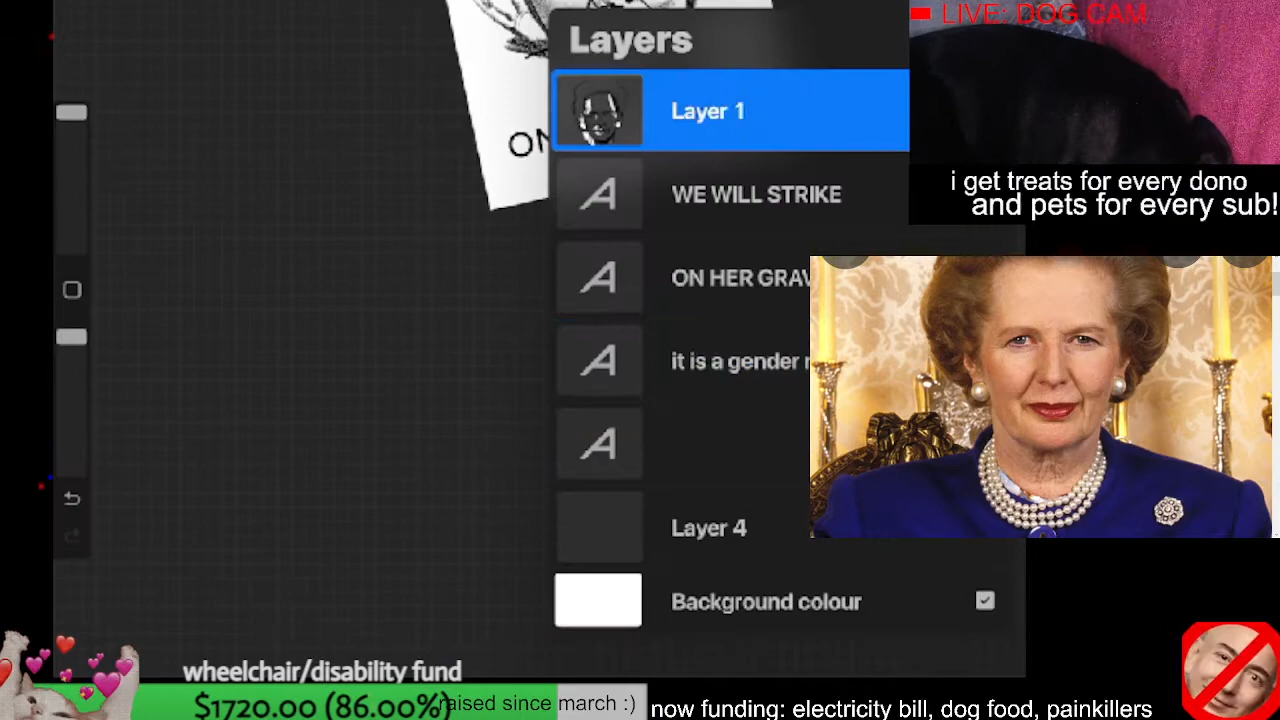 Layers
Layer 1
WE WILL STRIKE
ON HER GRAV
it is a gender
Layer 4
Background colour
ON
LIVE: DOG CAM
i get treats for every dono
and pets for every sub!
wheelchair/disability fund
$1720.00 (86.00%)
raised since march :)
now funding: electricity bill, dog food, painkillers